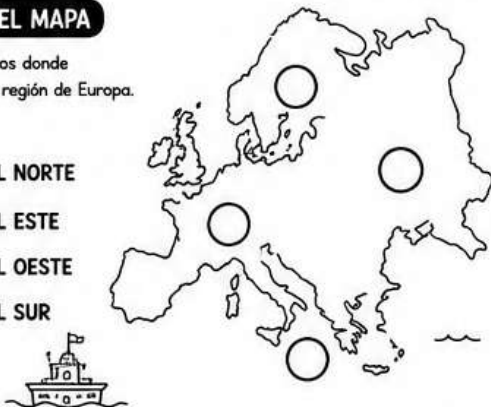 EL MAPA
os donde
región de Europa.
L NORTE
L ESTE
L OESTE
L SUR